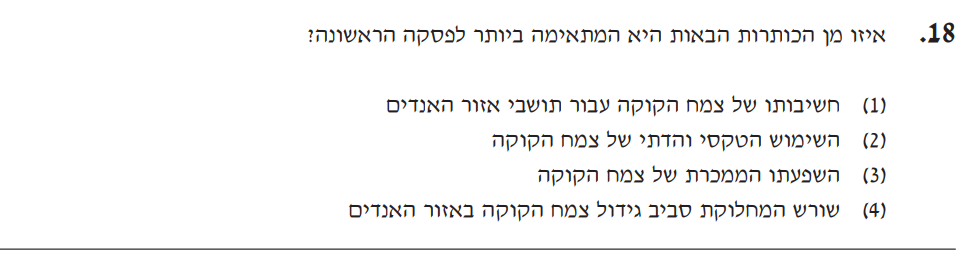 18. איזו מן הכותרות הבאות היא המתאימה ביותר לפסקה הראשונה?
(1) חשיבותו של צמח הקוקה עבור תושבי אזור האנדים
(2) השימוש הטקסי והדתי של צמח הקוקה
(3) השפעתו הממכרת של צמח הקוקה
(4) שורש המחלוקת סביב גידול צמח הקוקה באזור האנדים